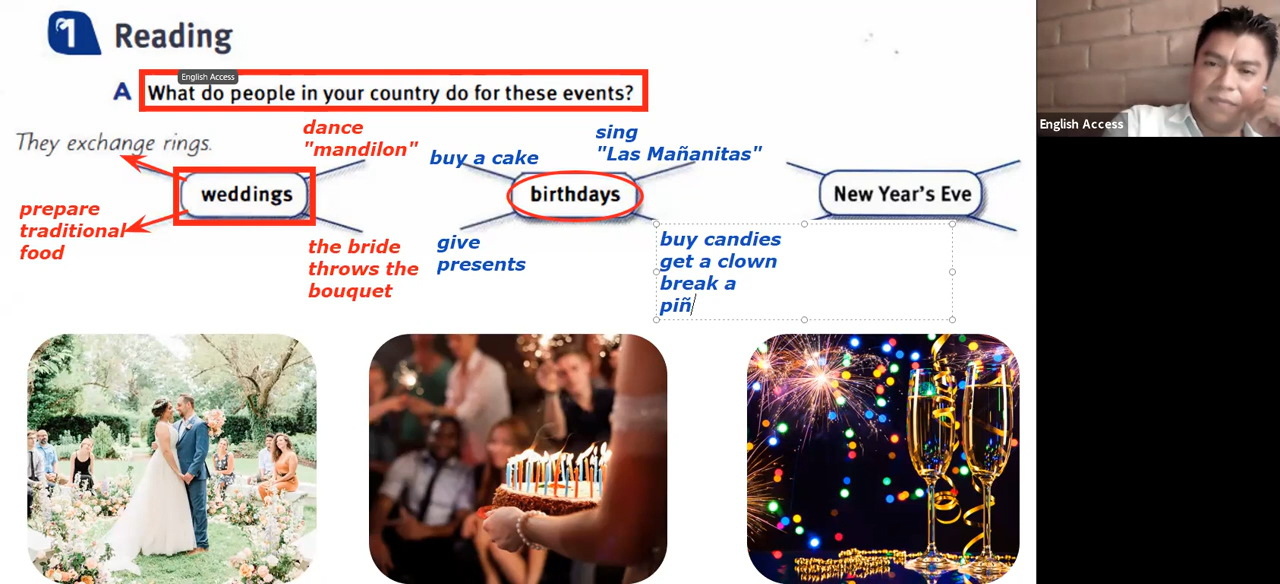 1 Reading
English Access
A What do people in your country do for these events?
They exchange rings.
dance
"mandilon"
prepare
traditional
food
weddings
the bride
throws the
bouquet
buy a cake
sing
"Las Mañanitas"
birthdays
give
presents
buy candies
get a clown
break a
piñ
New Year's Eve
English Access